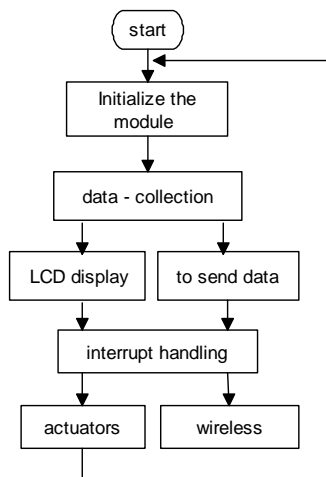 start
Initialize the
module
data - collection
LCD display
to send data
interrupt handling
actuators
wireless